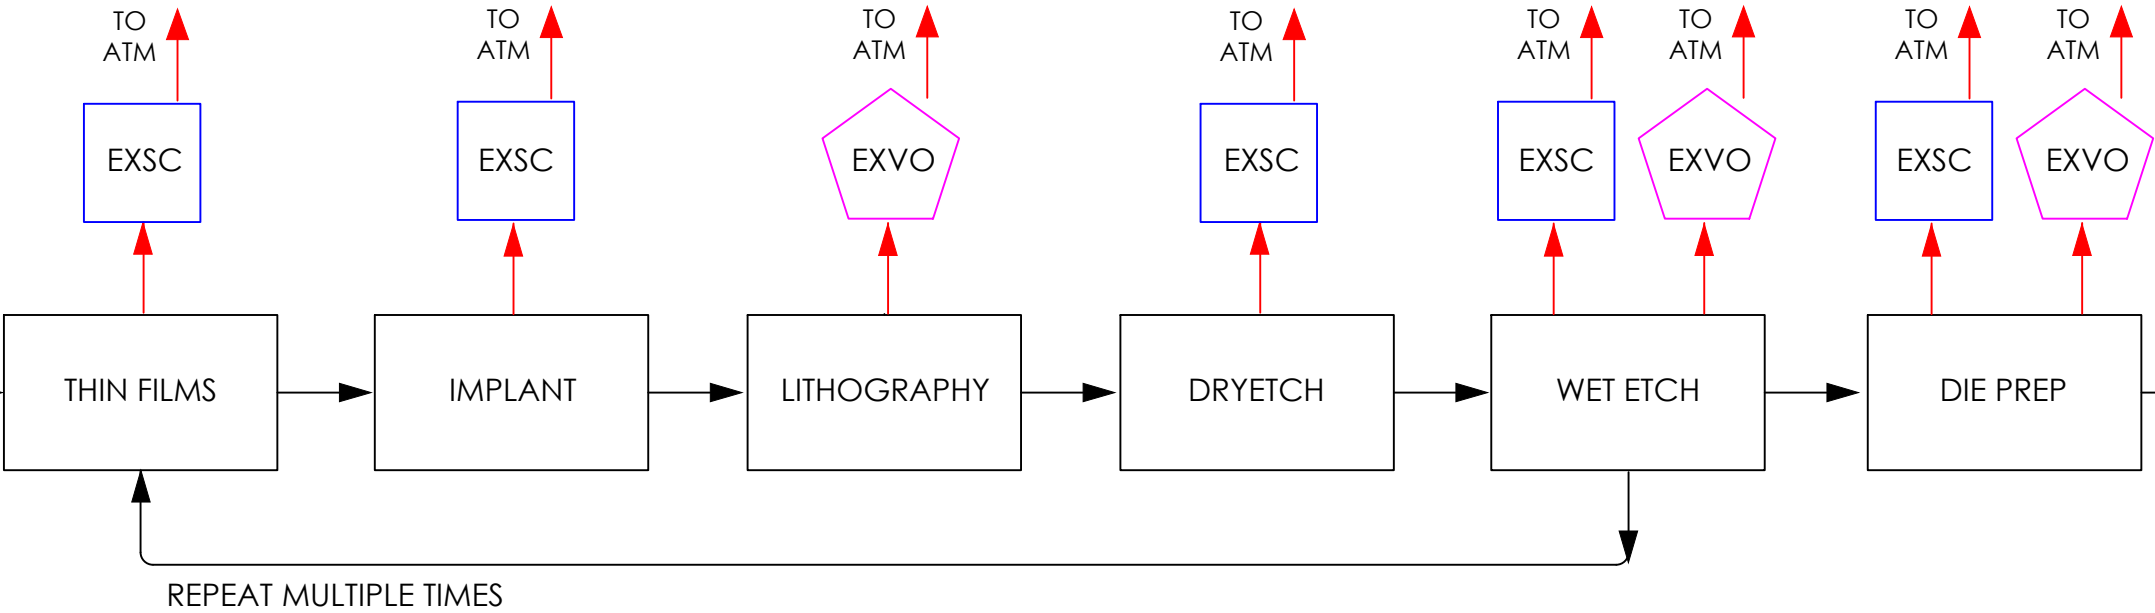 TO
ATM
TO
ATM
TO
ATM
TO
ATM
TO
ATM
TO
ATM
TO
ATM
TO
ATM
EXSC
EXSC
EXVO
EXSC
EXSC
EXVO
EXSC
EXVO
THIN FILMS
IMPLANT
LITHOGRAPHY
DRYETCH
WET ETCH
DIE PREP
REPEAT MULTIPLE TIMES